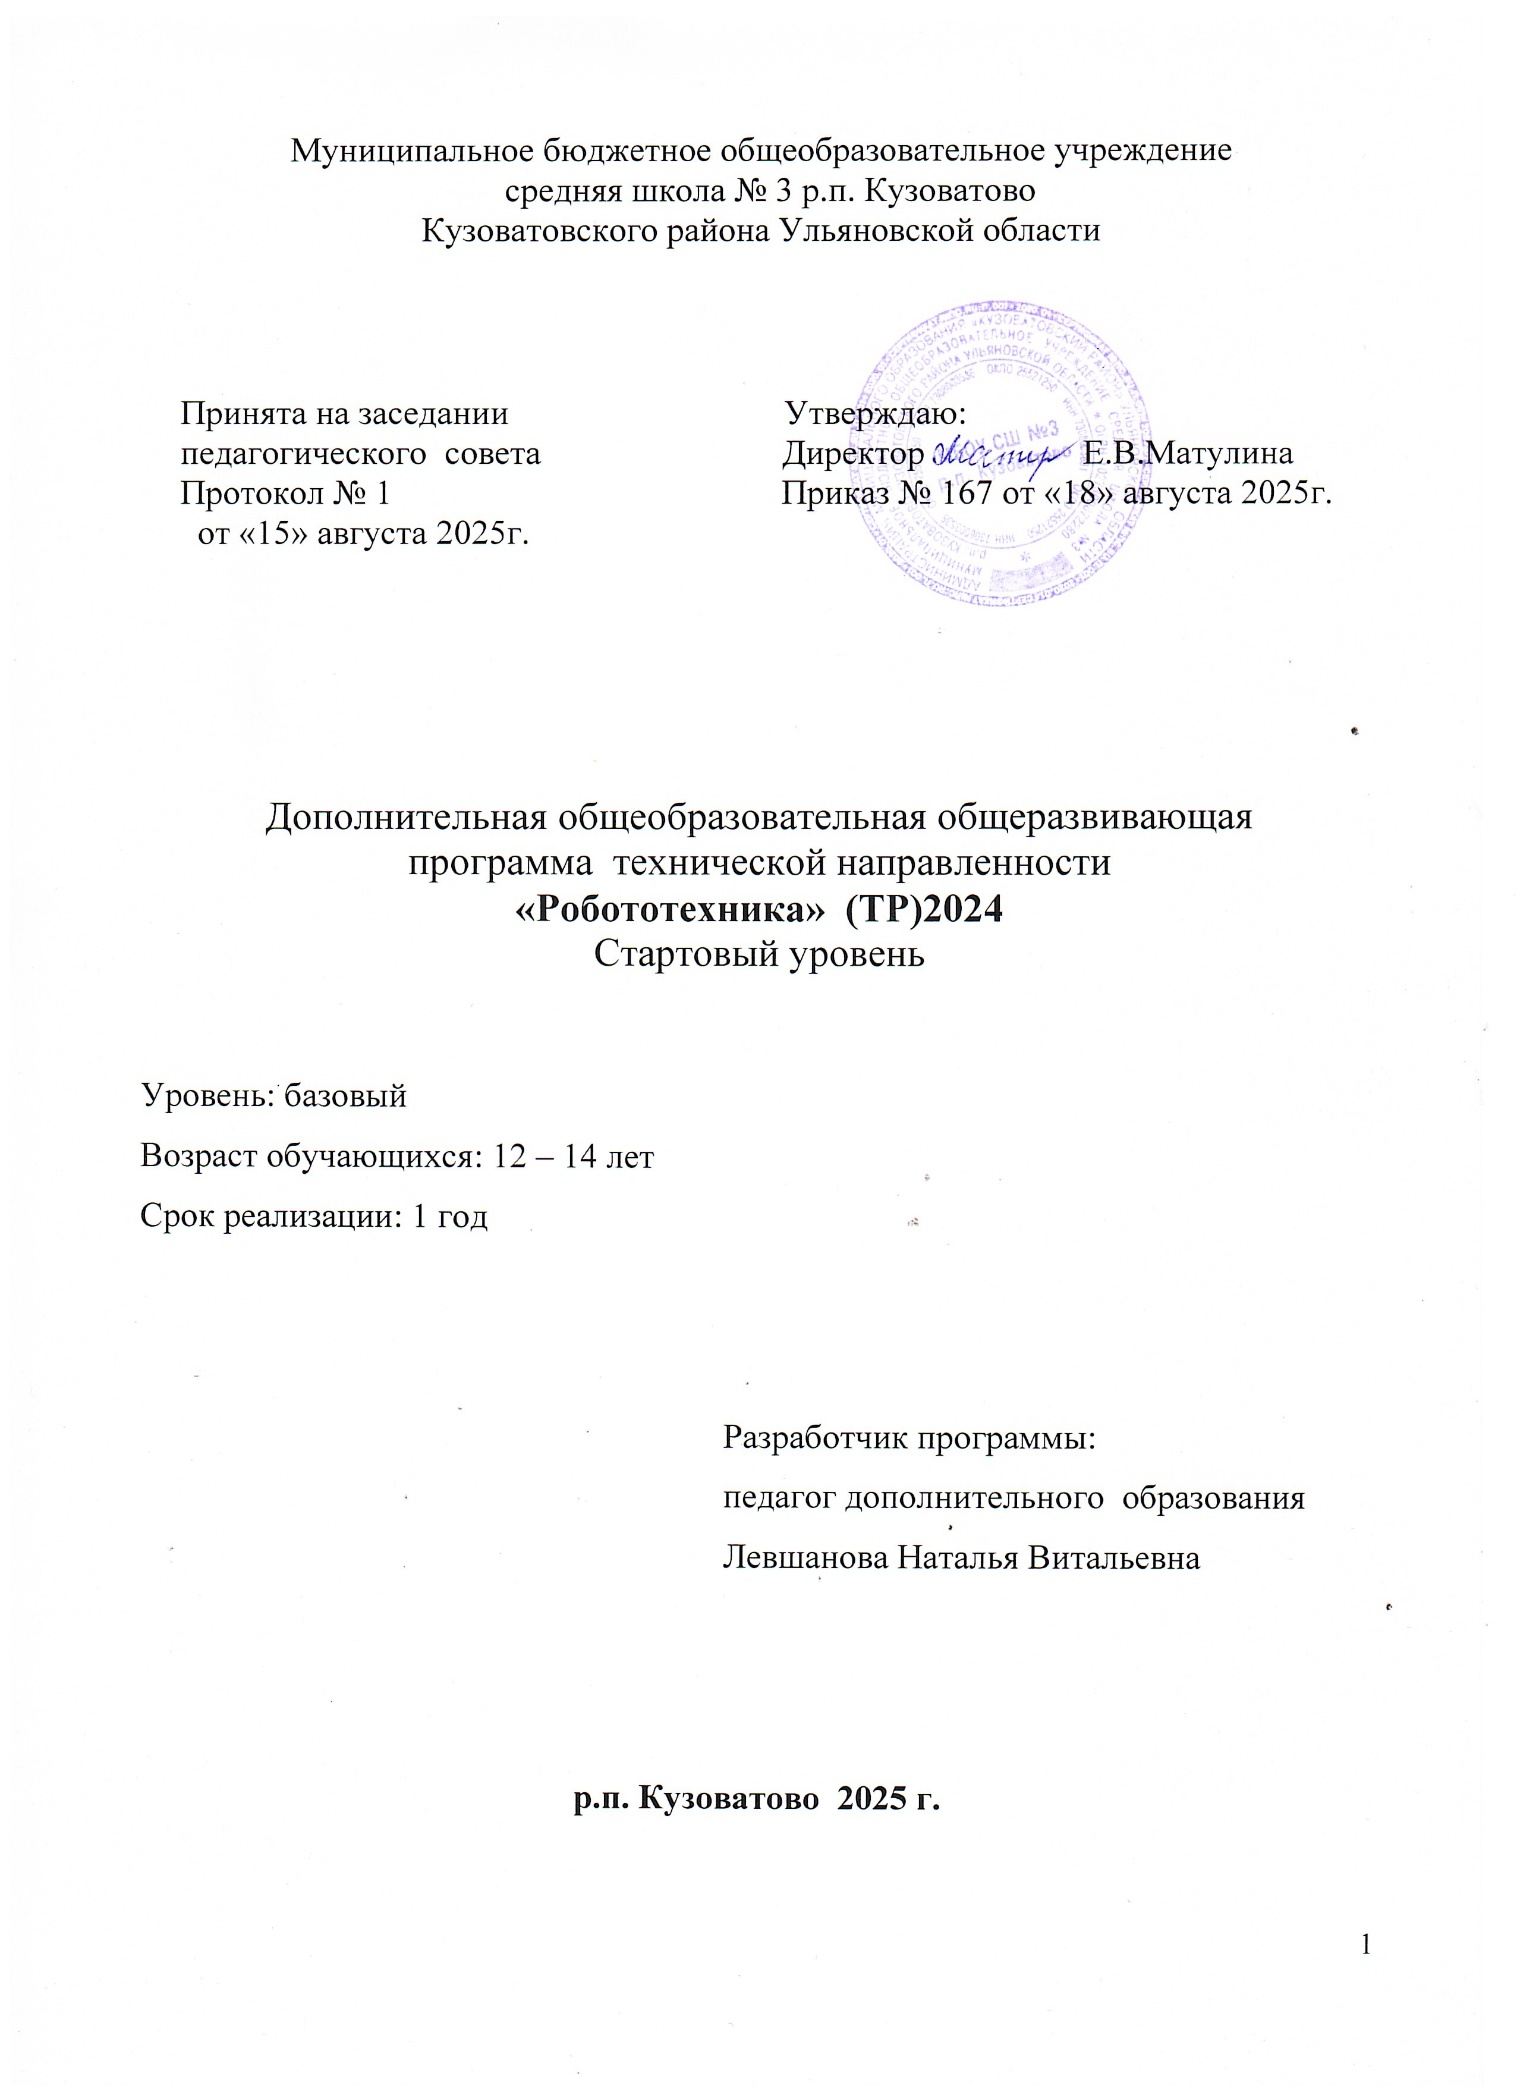 Муниципальное бюджетное общеобразовательное учреждение
средняя школа № 3 р.п. Кузоватово
Кузоватовского района Ульяновской области
Принята на заседании
педагогического совета
Протокол № 1
от «15» августа 2025г.
Утверждаю:
Директор Е.В.Матулина
Приказ № 167 от «18» августа 2025г.
СШ №3
Дополнительная общеобразовательная общеразвивающая
программа технической направленности
«Робототехника» (ТР)2024
Стартовый уровень
Уровень: базовый
Возраст обучающихся: 12 – 14 лет
Срок реализации: 1 год
Разработчик программы:
педагог дополнительного образования
Левшанова Наталья Витальевна
р.п. Кузоватово 2025 г.
1